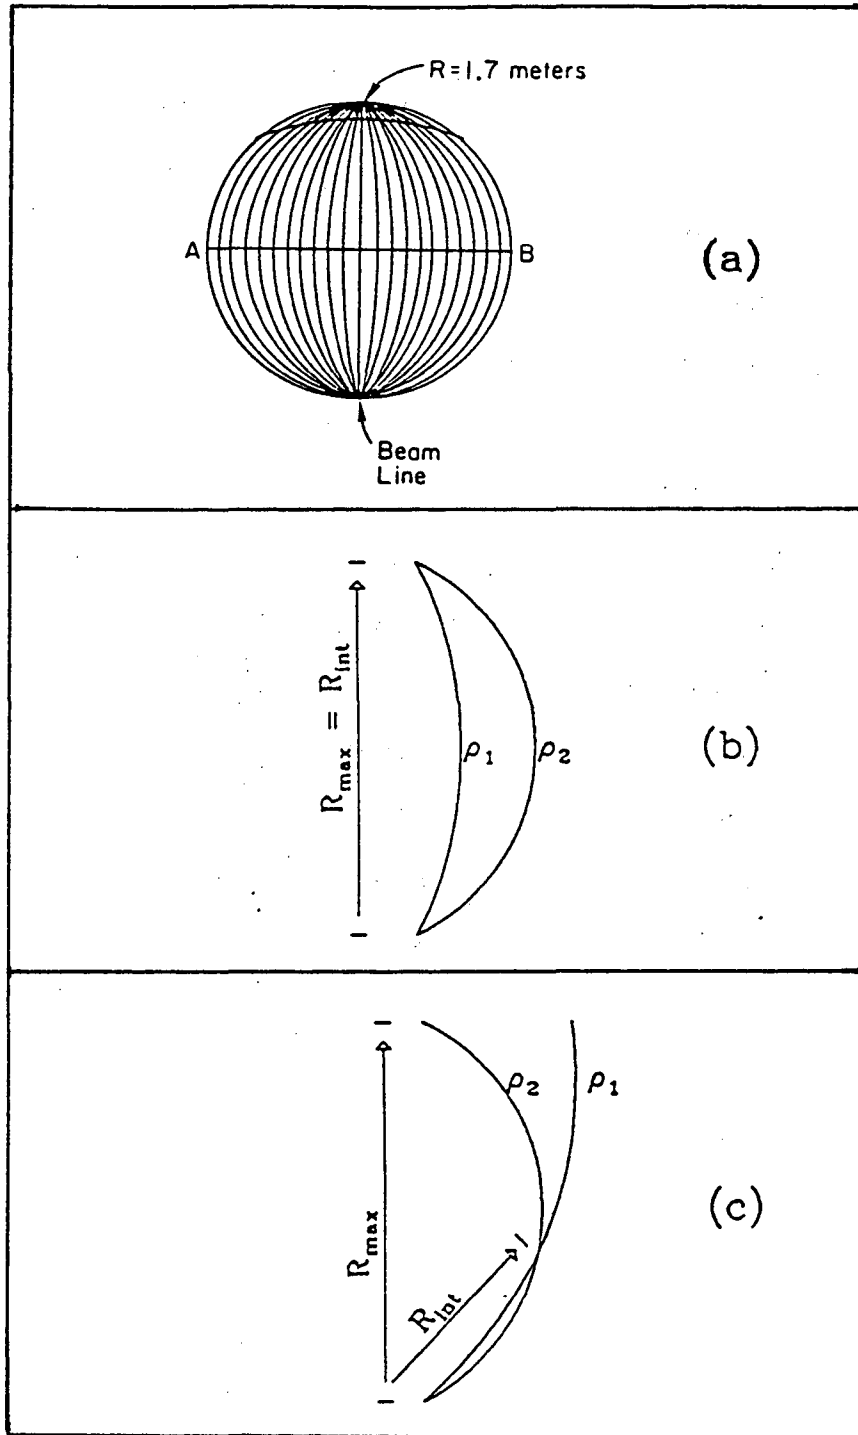 R=1.7 meters
A
B
(a)
Beam
Line
R_max = R_int
ρ1
ρ2
(b)
R_max
R_int
ρ2
ρ1
(c)